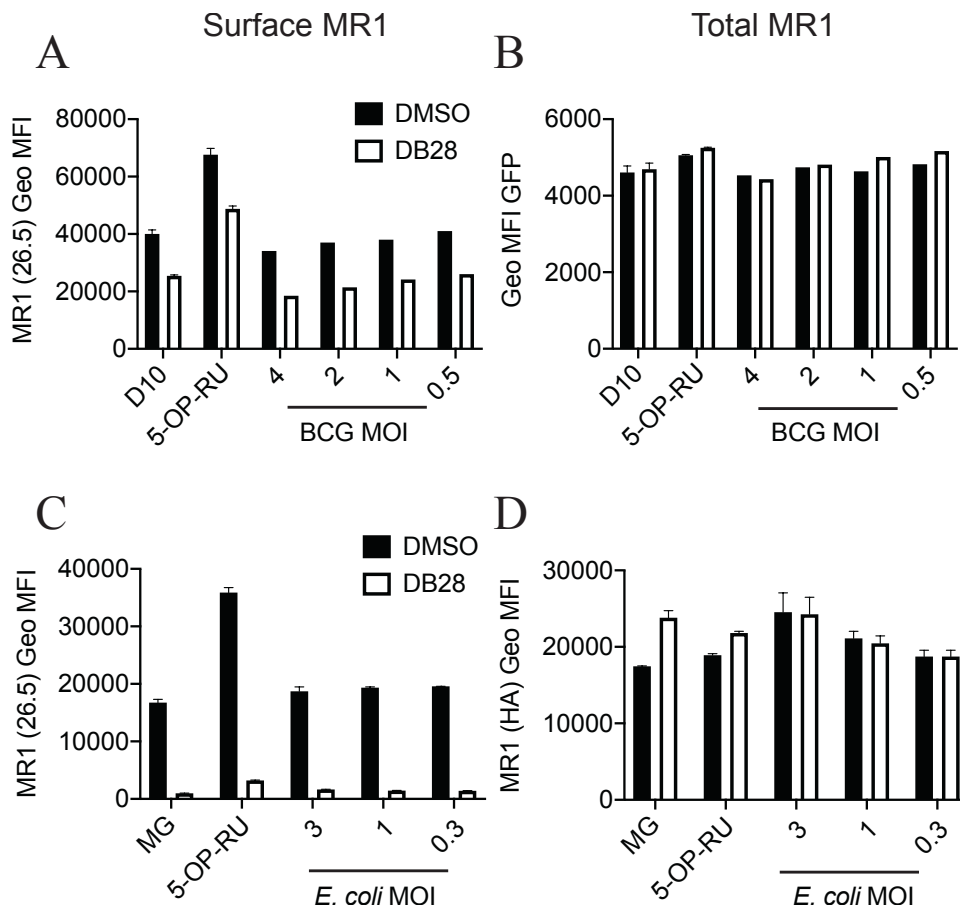 Surface MR1
Total MR1
A
MR1 (26.5) Geo MFI
80000
60000
40000
20000
0
DMSO
DB28
D10
5-OP-RU
4
2
1
0.5
BCG MOI
B
Geo MFI GFP
6000
4000
2000
0
D10
5-OP-RU
4
2
1
0.5
BCG MOI
C
MR1 (26.5) Geo MFI
40000
30000
20000
10000
0
DMSO
DB28
MG
5-OP-RU
3
1
0.3
E. coli MOI
D
MR1 (HA) Geo MFI
30000
20000
10000
0
MG
5-OP-RU
3
1
0.3
E. coli MOI